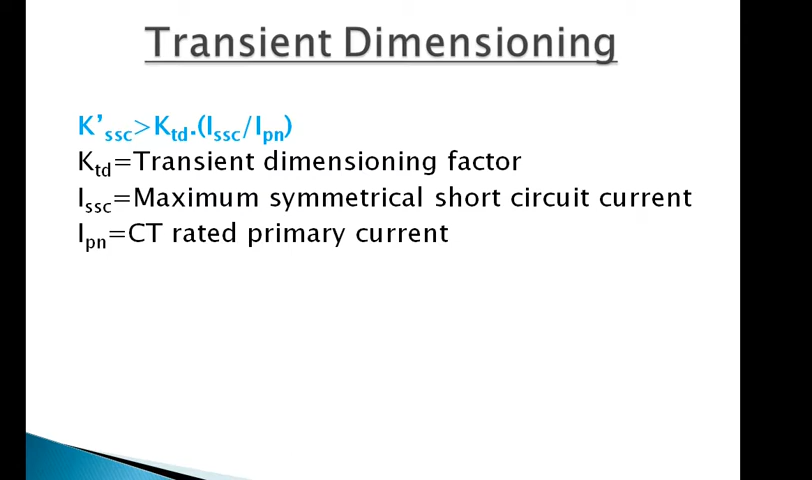 Transient Dimensioning
K’ssc>Ktd.(Issc/Ipn)
Ktd=Transient dimensioning factor
Issc=Maximum symmetrical short circuit current
Ipn=CT rated primary current